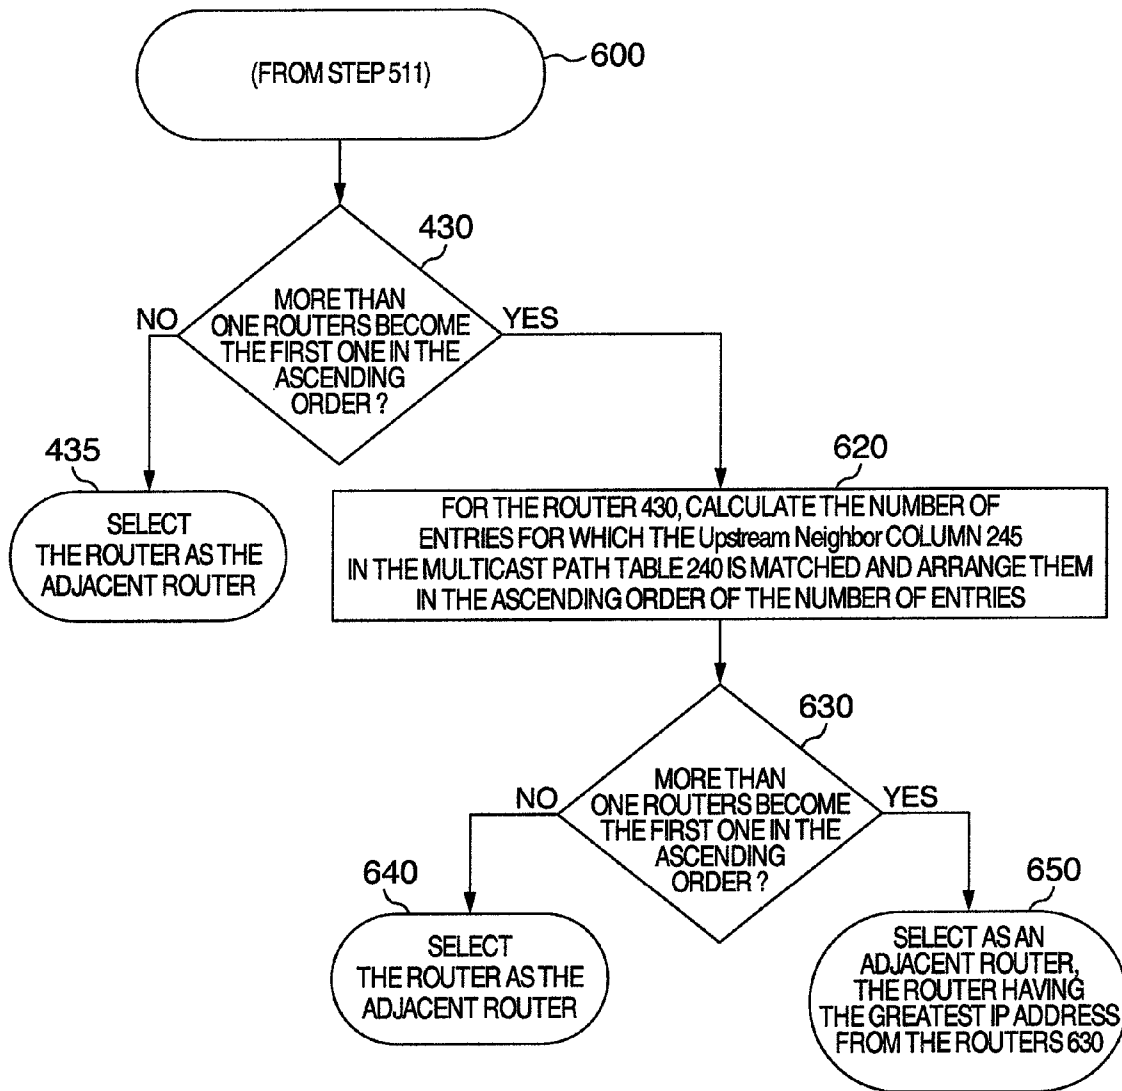 (FROM STEP 511)
600
430
MORE THAN
ONE ROUTERS BECOME
THE FIRST ONE IN THE
ASCENDING
ORDER ?
NO
YES
435
SELECT
THE ROUTER AS THE
ADJACENT ROUTER
620
FOR THE ROUTER 430, CALCULATE THE NUMBER OF
ENTRIES FOR WHICH THE Upstream Neighbor COLUMN 245
IN THE MULTICAST PATH TABLE 240 IS MATCHED AND ARRANGE THEM
IN THE ASCENDING ORDER OF THE NUMBER OF ENTRIES
630
MORE THAN
ONE ROUTERS BECOME
THE FIRST ONE IN THE
ASCENDING
ORDER ?
NO
YES
640
SELECT
THE ROUTER AS THE
ADJACENT ROUTER
650
SELECT AS AN
ADJACENT ROUTER,
THE ROUTER HAVING
THE GREATEST IP ADDRESS
FROM THE ROUTERS 630